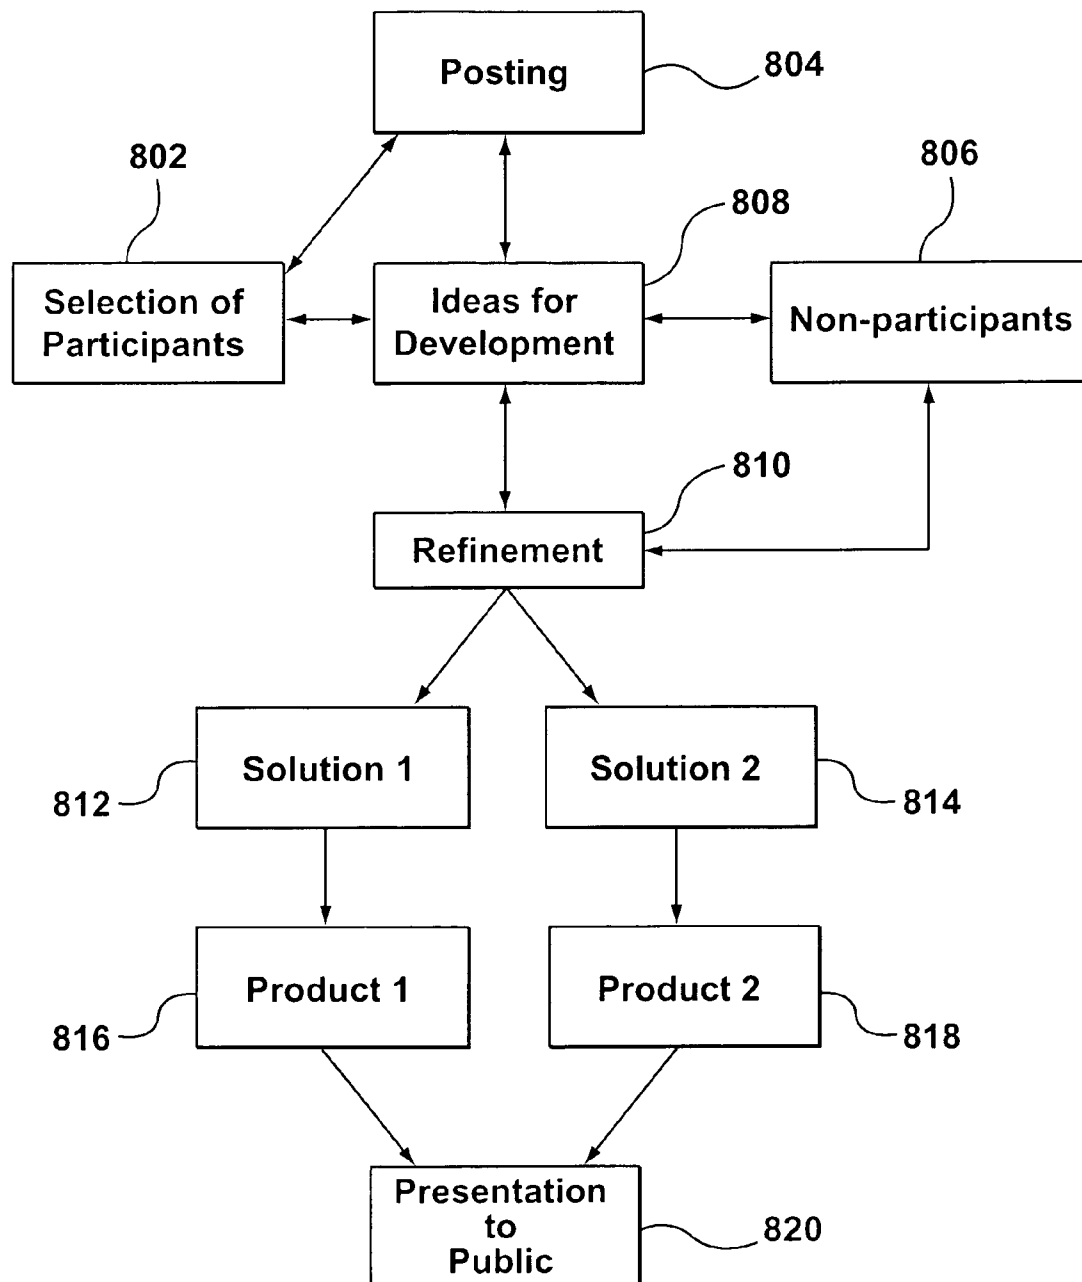 Posting
804
802
806
808
Selection of
Participants
Ideas for
Development
Non-participants
810
Refinement
Solution 1
Solution 2
812
814
Product 1
Product 2
816
818
Presentation
to
Public
820